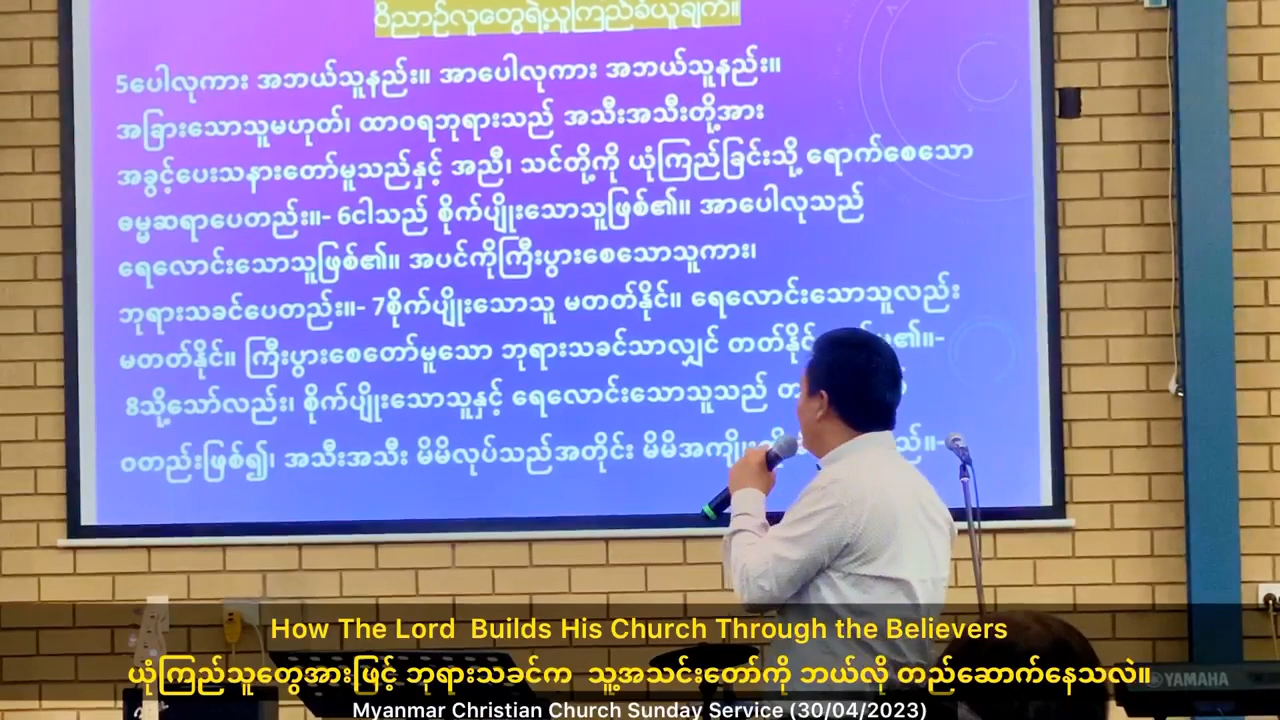 ဝိညာဉ်လူတွေရဲ့ယူကြည်ခံယူချက်။
5ပေါလုကား အဘယ်သူနည်း။ အာပေါလုကား အဘယ်သူနည်း။
အခြားသောသူမဟုတ်၊ ထာဝရဘုရားသည် အသီးအသီးတို့အား
အခွင့်ပေးသနားတော်မူသည်နှင့် အညီ၊ သင်တို့ကို ယုံကြည်ခြင်းသို့ ရောက်စေသော
ဓမ္မဆရာပေတည်း။- 6ငါသည် စိုက်ပျိုးသောသူဖြစ်၏။ အာပေါလုသည်
ရေလောင်းသောသူဖြစ်၏။ အပင်ကိုကြီးပွားစေသောသူကား၊
ဘုရားသခင်ပေတည်း။- 7စိုက်ပျိုးသောသူ မတတ်နိုင်။ ရေလောင်းသောသူလည်း
မတတ်နိုင်။ ကြီးပွားစေတော်မူသော ဘုရားသခင်သာလျှင် တတ်နိုင်
8သို့သော်လည်း၊ စိုက်ပျိုးသောသူနှင့် ရေလောင်းသောသူသည်
ဝတည်းဖြစ်၍၊ အသီးအသီး မိမိလုပ်သည်အတိုင်း
How The Lord Builds His Church Through the Believers
ယုံကြည်သူတွေအားဖြင့် ဘုရားသခင်က သူ့အသင်းတော်ကို ဘယ်လို တည်ဆောက်နေသလဲ။
YAMAHA
Myanmar Christian Church Sunday Service (30/04/2023)